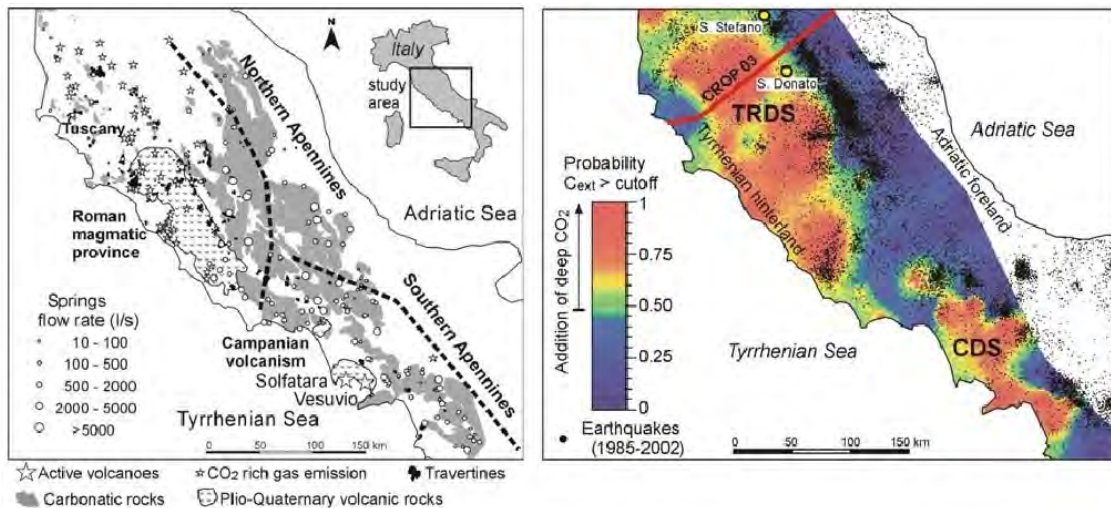 N
Italy
study
area
Northern Apennines
Tuscany
Adriatic Sea
Roman
magmatic
province
Southern Apennines
Springs
flow rate (l/s)
10 - 100
100 - 500
500 - 2000
2000 - 5000
>5000
Campanian
volcanism
Solfatara
Vesuvio
Tyrrhenian Sea
0 50 100 150 km
Active volcanoes
CO2 rich gas emission
Travertines
Carbonatic rocks
Plio-Quaternary volcanic rocks
S. Stefano
CROP 03
S. Donato
TRDS
Adriatic Sea
Adriatic foreland
Tyrrhenian hinterland
Probability
Cext > cutoff
Addition of deep CO2
1
0.75
0.50
0.25
0
Tyrrhenian Sea
CDS
Earthquakes
(1985-2002)
0 50 100 150 km